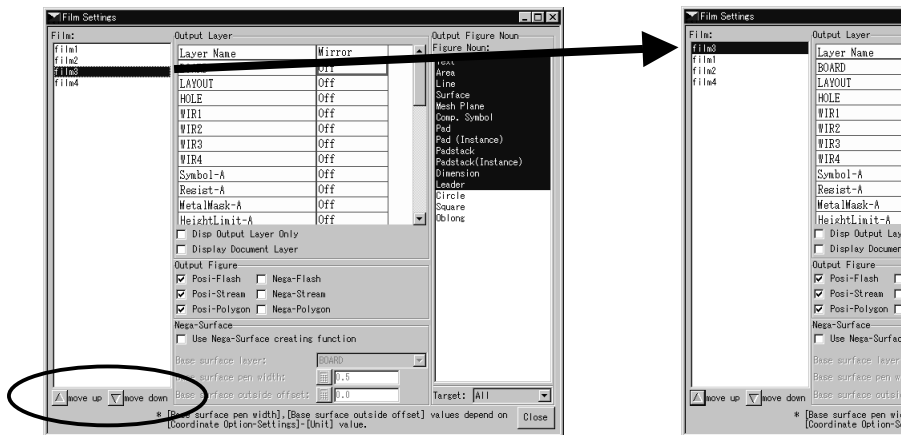 Film Settings
Film:
film1
film2
film3
film4
move up move down
Output Layer
Layer Name Mirror
Off
LAYOUT Off
HOLE Off
WIR1 Off
WIR2 Off
WIR3 Off
WIR4 Off
Symbol-A Off
Resist-A Off
MetalMask-A Off
HeightLimit-A Off
Disp Output Layer Only
Display Document Layer
Output Figure
Posi-Flash Nega-Flash
Posi-Stream Nega-Stream
Posi-Polygon Nega-Polygon
Nega-Surface
Use Nega-Surface creating function
Base surface layer: BOARD
Base surface pen width: 0.5
Base surface outside offset: 0.0
Output Figure Noun
Figure Noun:
Text
Area
Line
Surface
Mesh Plane
Comp. Symbol
Pad
Pad (Instance)
Padstack
Padstack(Instance)
Dimension
Leader
Circle
Square
Oblong
Target: All
* [Base surface pen width],[Base surface outside offset] values depend on
[Coordinate Option-Settings]-[Unit] value.
Close
Film Settings
Film:
film3
film1
film2
film4
move up move down
Output Layer
Layer Name
BOARD
LAYOUT
HOLE
WIR1
WIR2
WIR3
WIR4
Symbol-A
Resist-A
MetalMask-A
HeightLimit-A
Disp Output Lay
Display Documen
Output Figure
Posi-Flash
Posi-Stream
Posi-Polygon
Nega-Surface
Use Nega-Surfac
Base surface layer
Base surface pen w
Base surface outsi
* [Base surface pen wi
[Coordinate Option-S